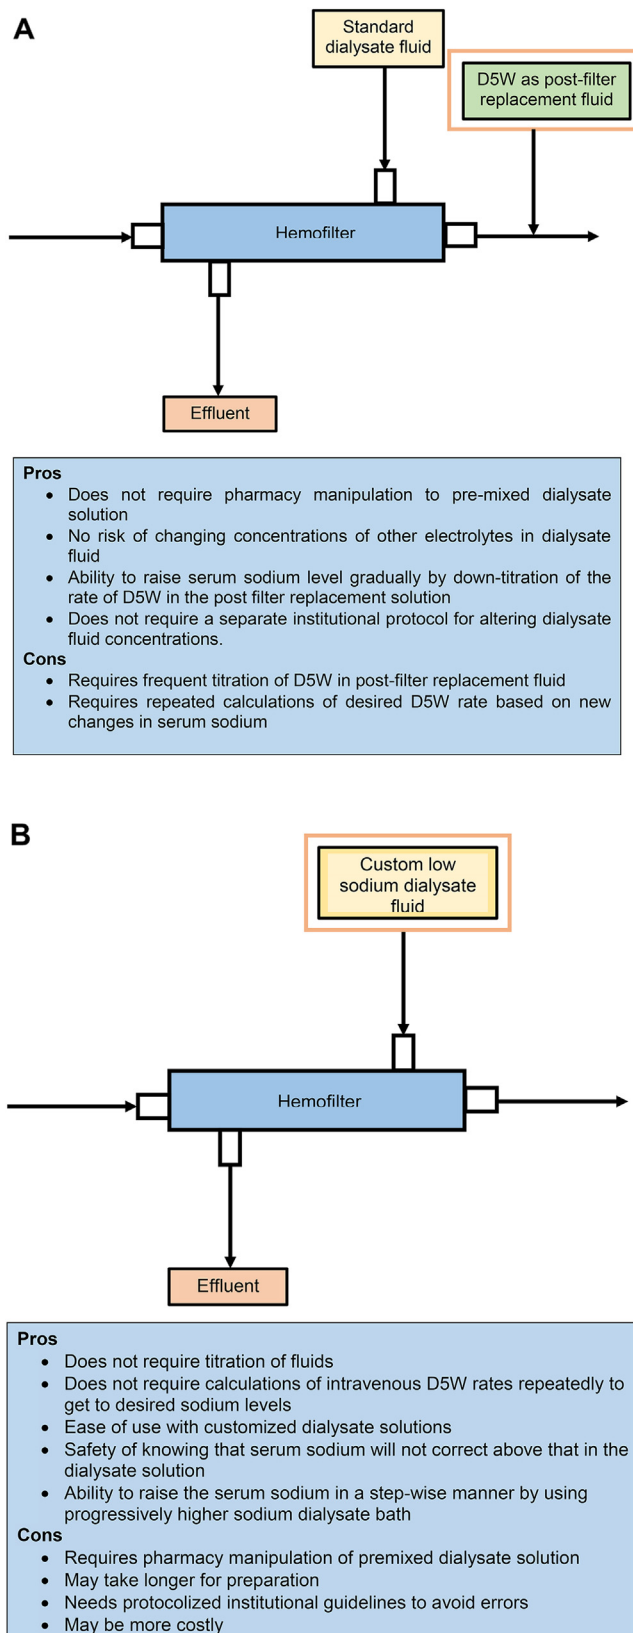 A
Standard
dialysate fluid
D5W as post-filter
replacement fluid
Hemofilter
Effluent
Pros
• Does not require pharmacy manipulation to pre-mixed dialysate
solution
• No risk of changing concentrations of other electrolytes in dialysate
fluid
• Ability to raise serum sodium level gradually by down-titration of the
rate of D5W in the post filter replacement solution
• Does not require a separate institutional protocol for altering dialysate
fluid concentrations.
Cons
• Requires frequent titration of D5W in post-filter replacement fluid
• Requires repeated calculations of desired D5W rate based on new
changes in serum sodium
B
Custom low
sodium dialysate
fluid
Hemofilter
Effluent
Pros
• Does not require titration of fluids
• Does not require calculations of intravenous D5W rates repeatedly to
get to desired sodium levels
• Ease of use with customized dialysate solutions
• Safety of knowing that serum sodium will not correct above that in the
dialysate solution
• Ability to raise the serum sodium in a step-wise manner by using
progressively higher sodium dialysate bath
Cons
• Requires pharmacy manipulation of premixed dialysate solution
• May take longer for preparation
• Needs protocolized institutional guidelines to avoid errors
• May be more costly